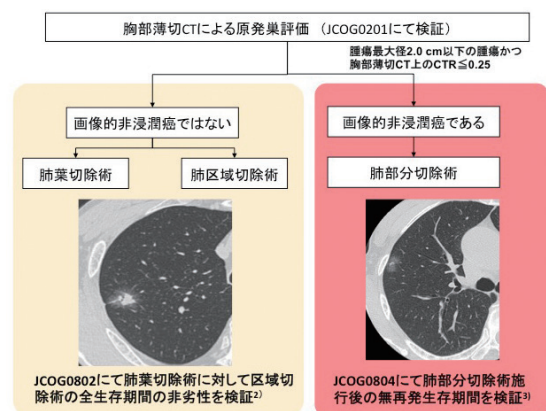 胸部薄切CTによる原発巣評価 （JCOG0201にて検証）
腫瘍最大径2.0 cm以下の腫瘍かつ
胸部薄切CT上のCTR≦0.25
画像的非浸潤癌ではない
肺葉切除術
肺区域切除術
JCOG0802にて肺葉切除術に対して区域切
除術の全生存期間の非劣性を検証2）
画像的非浸潤癌である
肺部分切除術
JCOG0804にて肺部分切除術施
行後の無再発生存期間を検証3)